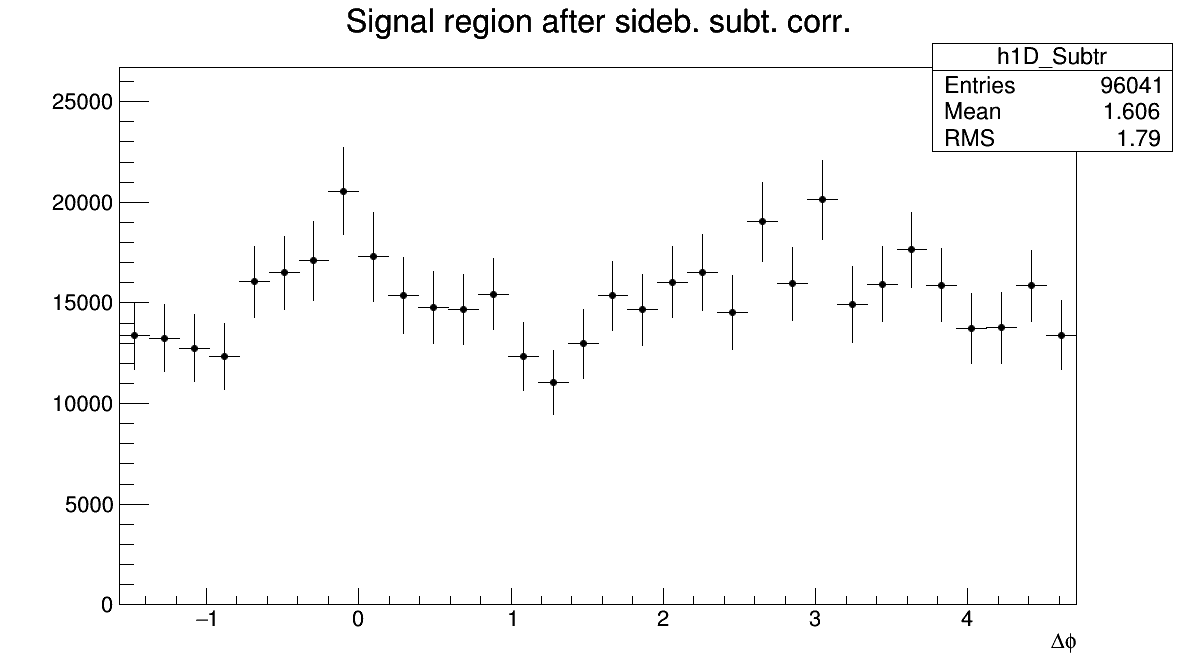 Signal region after sideb. subt. corr.
h1D_Subtr
Entries 96041
Mean 1.606
RMS 1.79
25000
20000
15000
10000
5000
0
−1 0 1 2 3 4
Δϕ